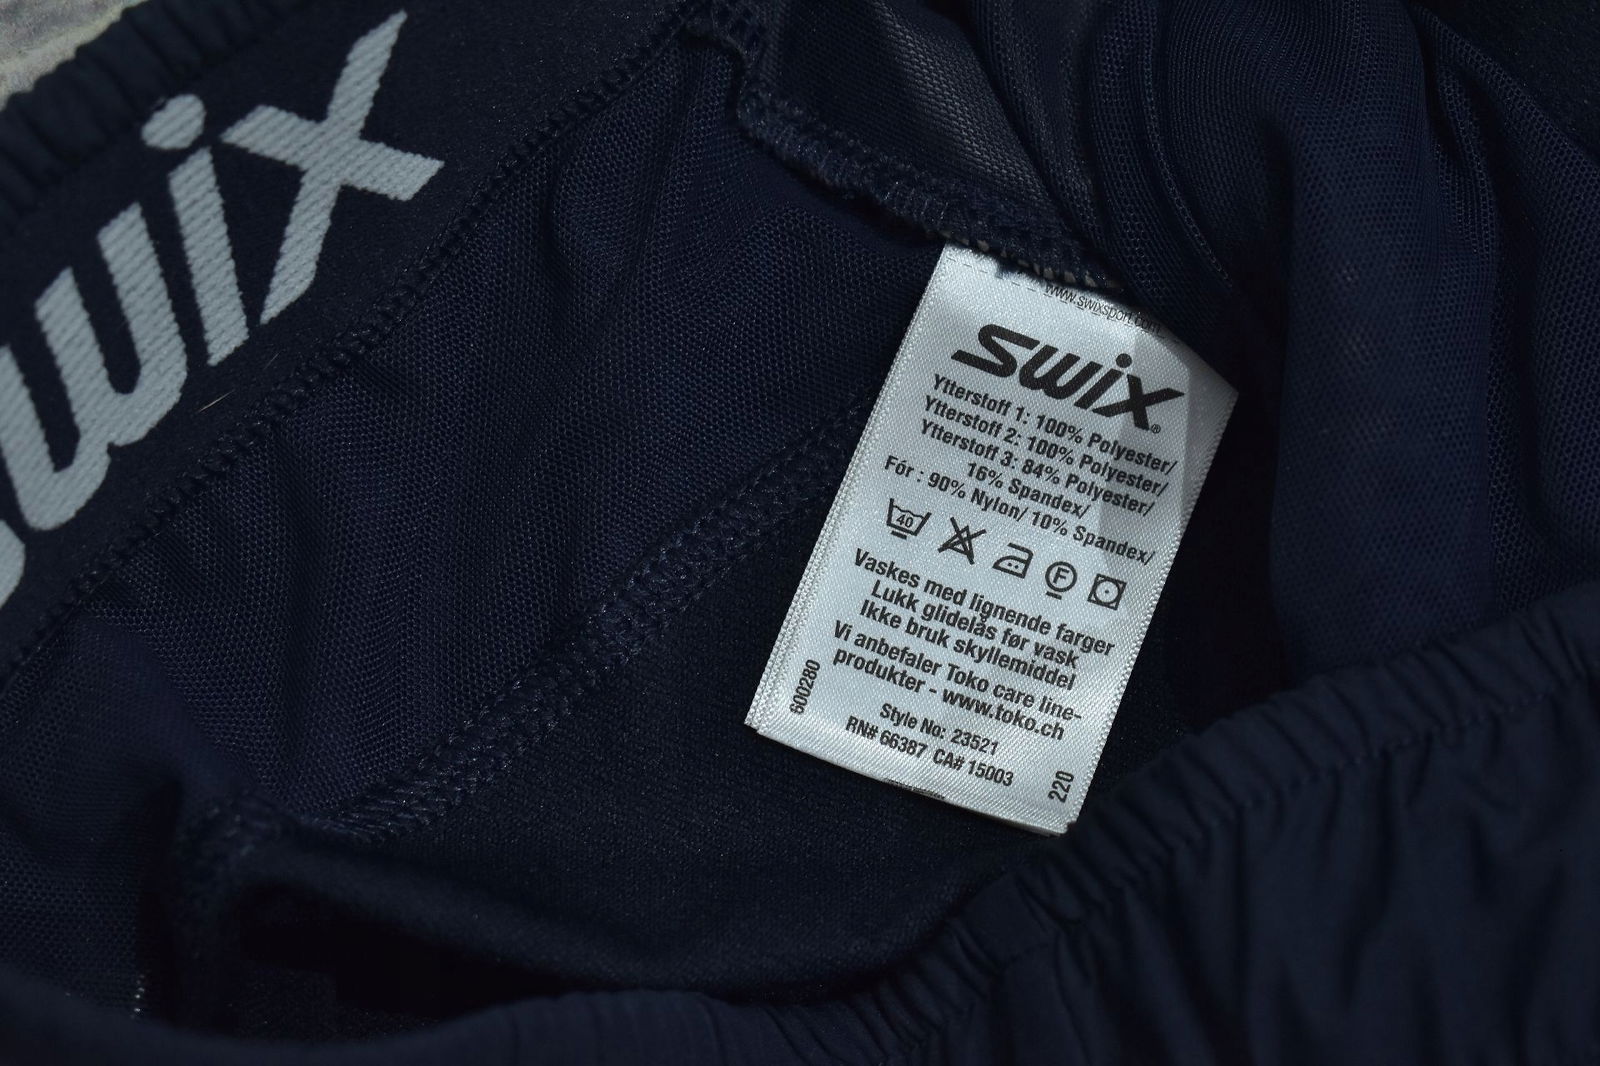 swix
www.swixsport.com
swix®
Ytterstoff 1: 100% Polyester/
Ytterstoff 2: 100% Polyester/
Ytterstoff 3: 84% Polyester/
16% Spandex/
Fór : 90% Nylon/ 10% Spandex/
40
F
Vaskes med lignende farger
Lukk glidelås før vask
Ikke bruk skyllemiddel
Vi anbefaler Toko care line-
produkter - www.toko.ch
Style No: 23521
RN# 66387 CA# 15003
600280
220